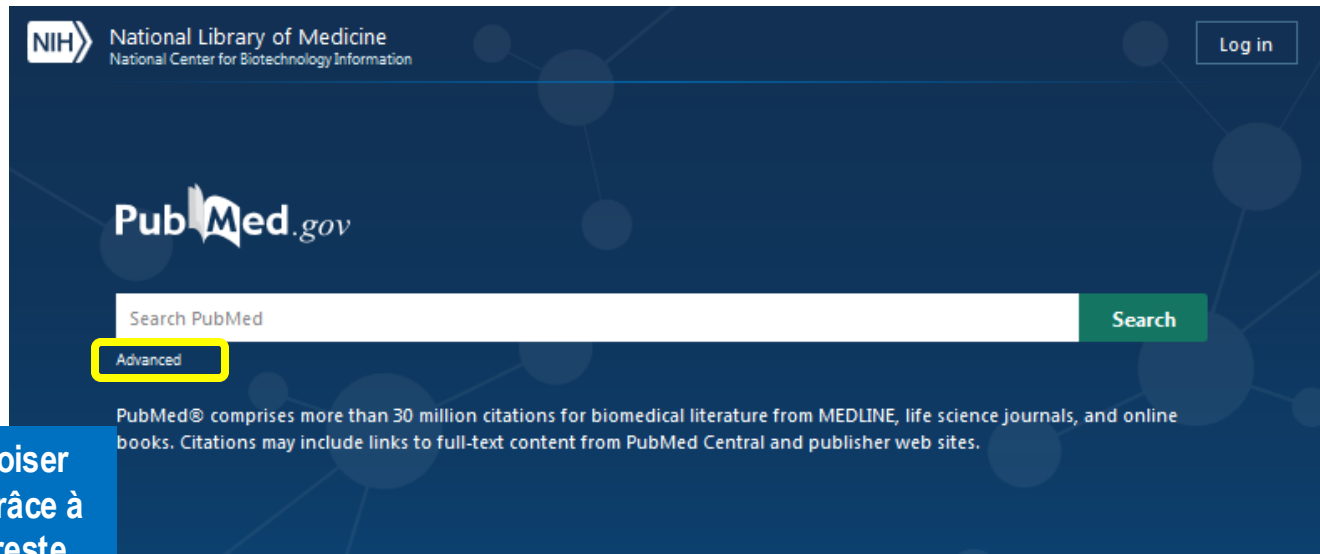 NIH
National Library of Medicine
National Center for Biotechnology Information
Log in
PubMed.gov
Search PubMed
Search
Advanced
PubMed® comprises more than 30 million citations for biomedical literature from MEDLINE, life science journals, and online
books. Citations may include links to full-text content from PubMed Central and publisher web sites.
oiser
râce à
reste